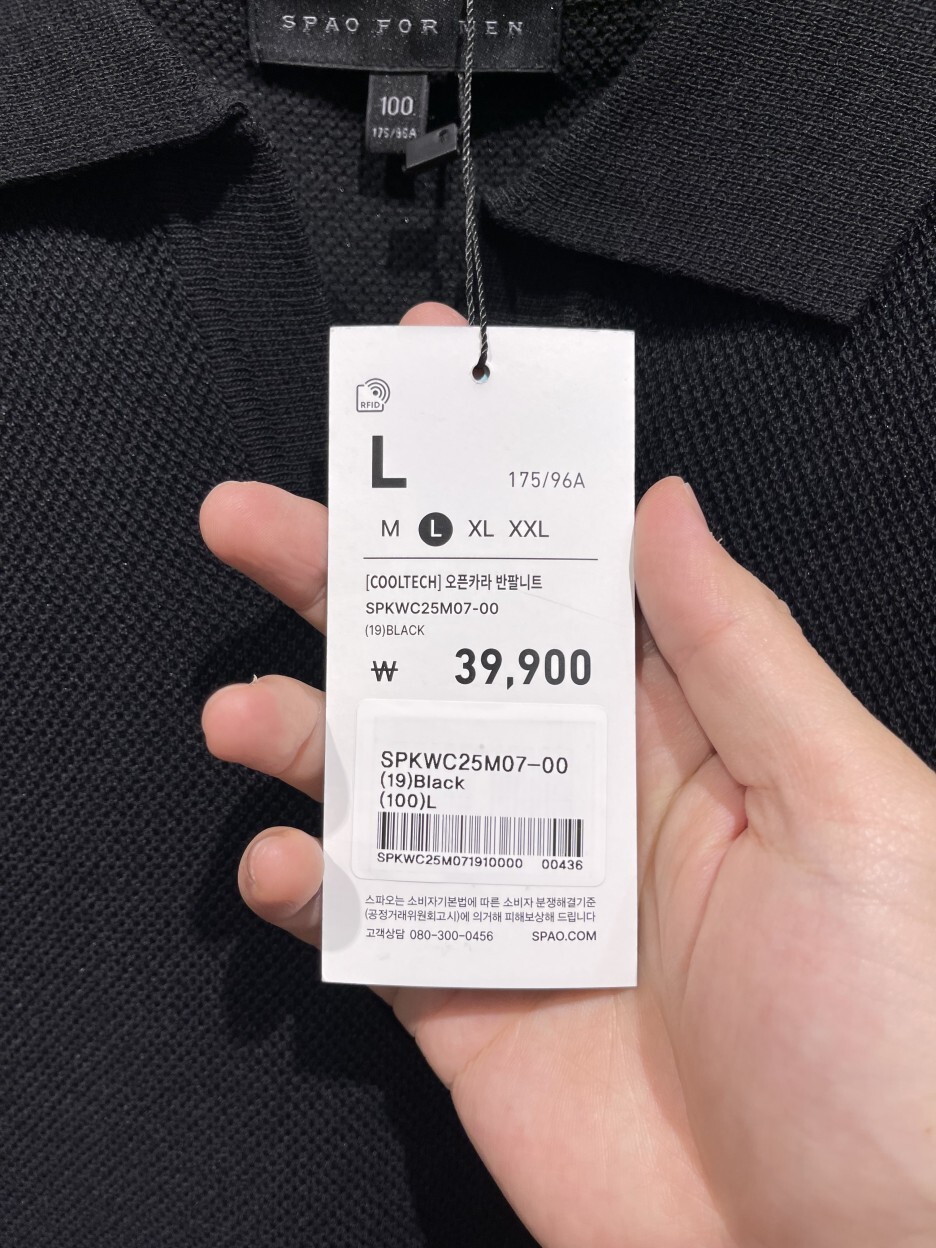 SPAO FOR MEN
100
175/96A
RFID
L
175/96A
M L XL XXL
[COOLTECH] 오픈카라 반팔니트
SPKWC25M07-00
(19)BLACK
₩ 39,900
SPKWC25M07-00
(19)Black
(100)L
SPKWC25M071910000 00436
스파오는 소비자기본법에 따른 소비자 분쟁해결기준
(공정거래위원회고시)에 의거해 피해보상해 드립니다
고객상담 080-300-0456 SPAO.COM